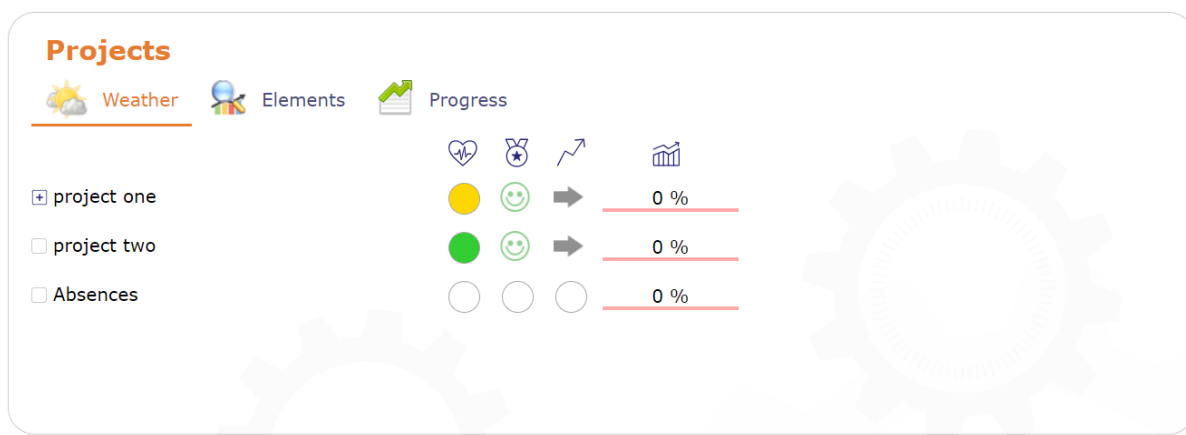 Projects
Weather Elements Progress
project one 0 %
project two 0 %
Absences 0 %